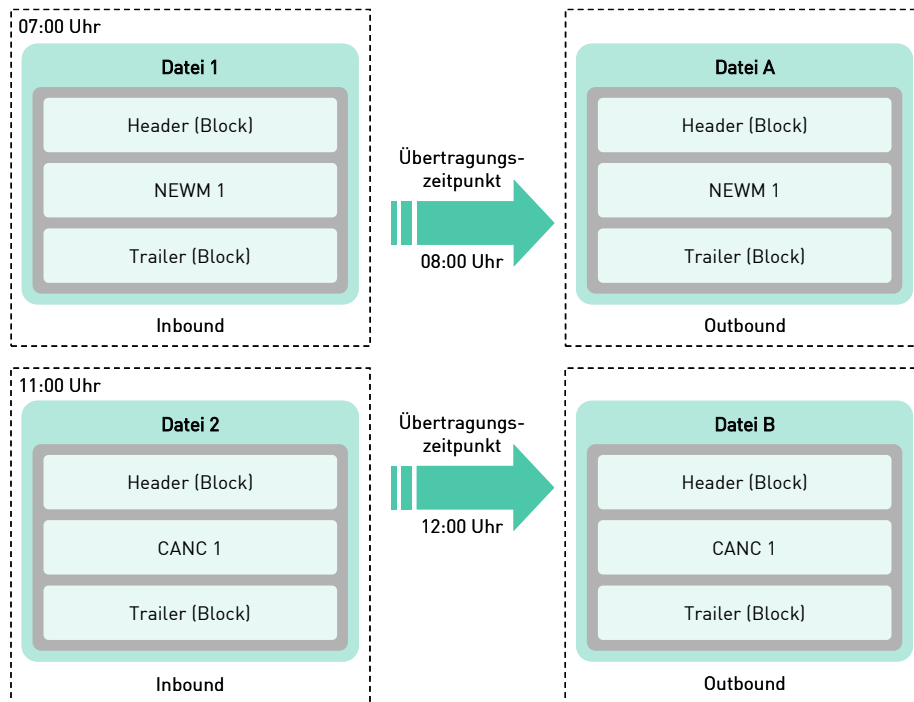 07:00 Uhr
Datei 1
Header (Block)
NEWM 1
Trailer (Block)
Inbound
Übertragungs-
zeitpunkt
08:00 Uhr
Datei A
Header (Block)
NEWM 1
Trailer (Block)
Outbound
11:00 Uhr
Datei 2
Header (Block)
CANC 1
Trailer (Block)
Inbound
Übertragungs-
zeitpunkt
12:00 Uhr
Datei B
Header (Block)
CANC 1
Trailer (Block)
Outbound